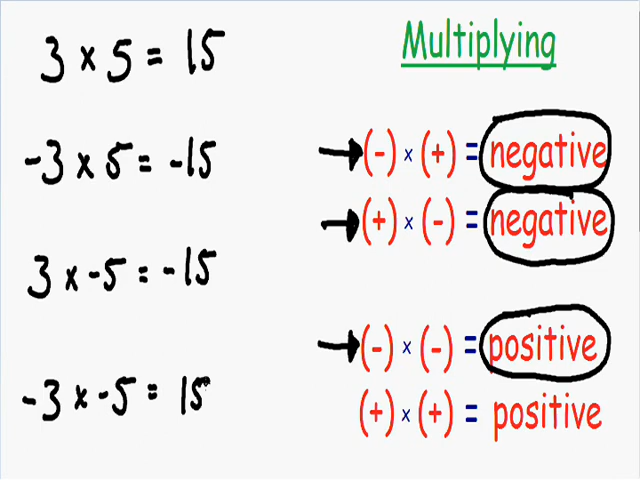 3 x 5 = 15
-3 x 5 = -15
3 x -5 = -15
-3 x -5 = 15
Multiplying
(-) x (+) = negative
(+) x (-) = negative
(-) x (-) = positive
(+) x (+) = positive